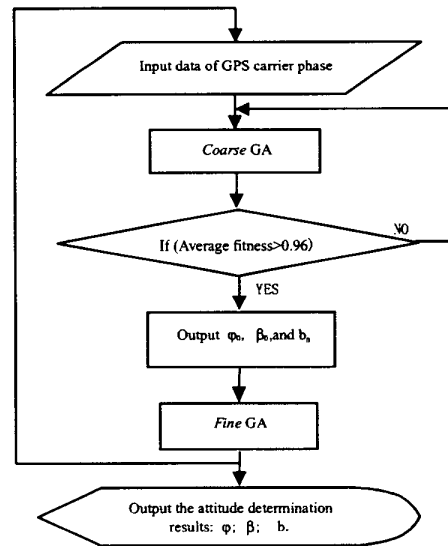 Input data of GPS carrier phase
Coarse GA
If (Average fitness>0.96)
NO
YES
Output φ₀, β₀,and b₀
Fine GA
Output the attitude determination
results: φ; β; b.